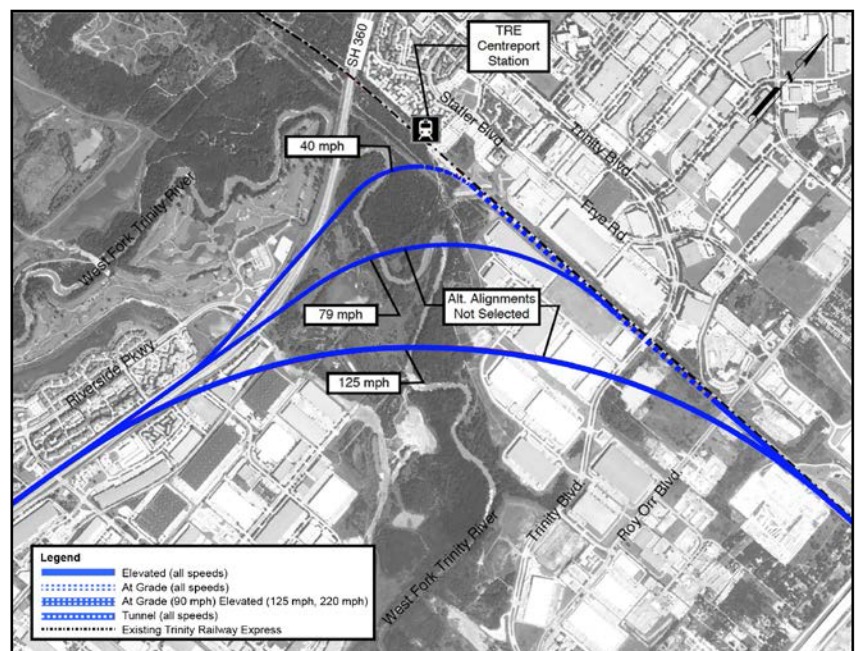 TRE
Centreport
Station
SH 360
Statler Blvd.
Trinity Blvd.
40 mph
Frye Rd.
West Fork Trinity River
79 mph
Alt. Alignments
Not Selected
Riverside Pkwy.
125 mph
Trinity Blvd.
Roy Orr Blvd.
West Fork Trinity River
Legend
Elevated (all speeds)
At Grade (all speeds)
At Grade (90 mph) Elevated (125 mph, 220 mph)
Tunnel (all speeds)
Existing Trinity Railway Express